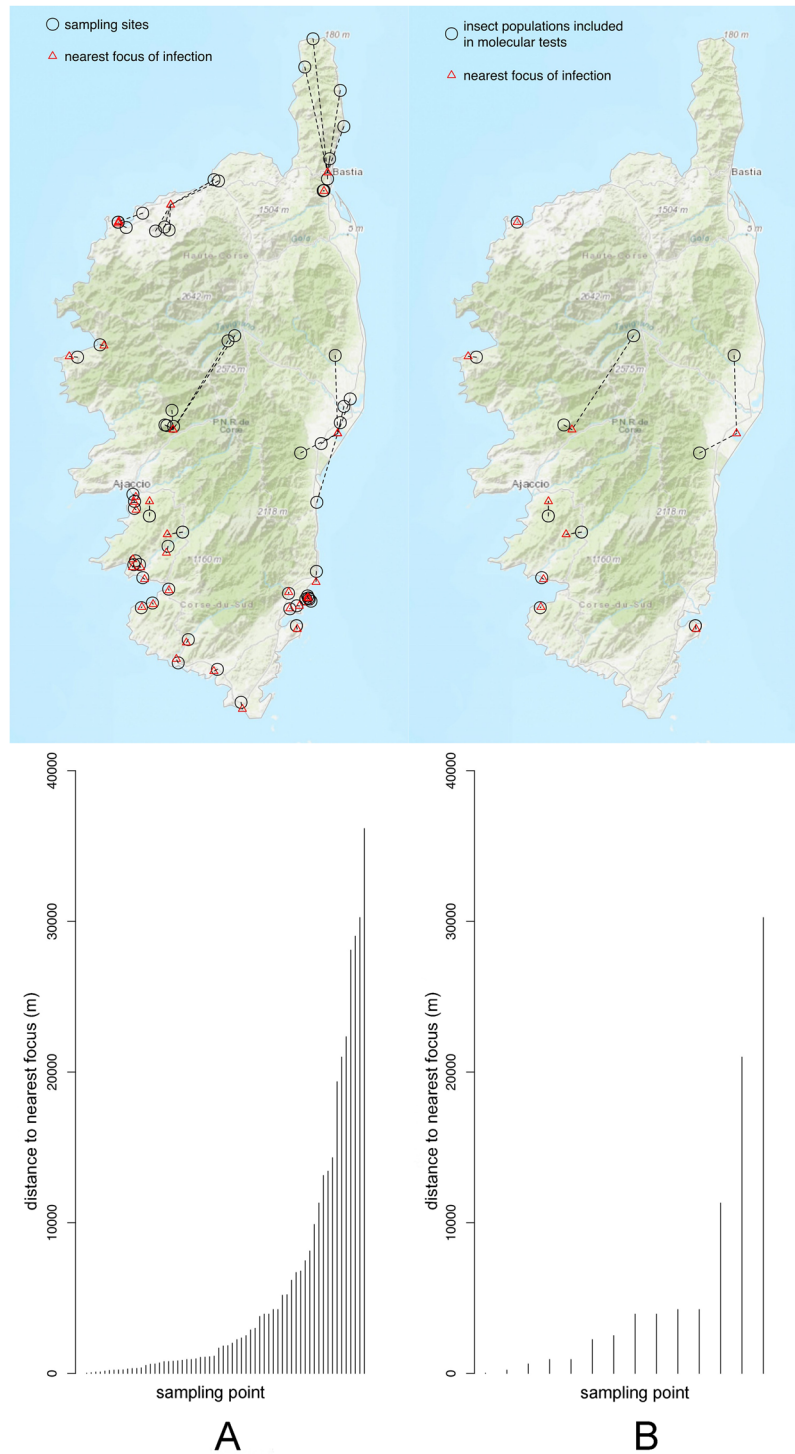 sampling sites
nearest focus of infection
180 m
Bastia
1504 m
5 m
Golo
Haute-Corse
2642 m
2575 m
P.N.R. de
Corse
Ajaccio
2118 m
1160 m
Corse-du-Sud
insect populations included
in molecular tests
nearest focus of infection
180 m
Bastia
1504 m
5 m
Golo
Haute-Corse
2642 m
2575 m
P.N.R. de
Corse
Ajaccio
2118 m
1160 m
Corse-du-Sud
distance to nearest focus (m)
40000
30000
20000
10000
0
sampling point
A
distance to nearest focus (m)
40000
30000
20000
10000
0
sampling point
B